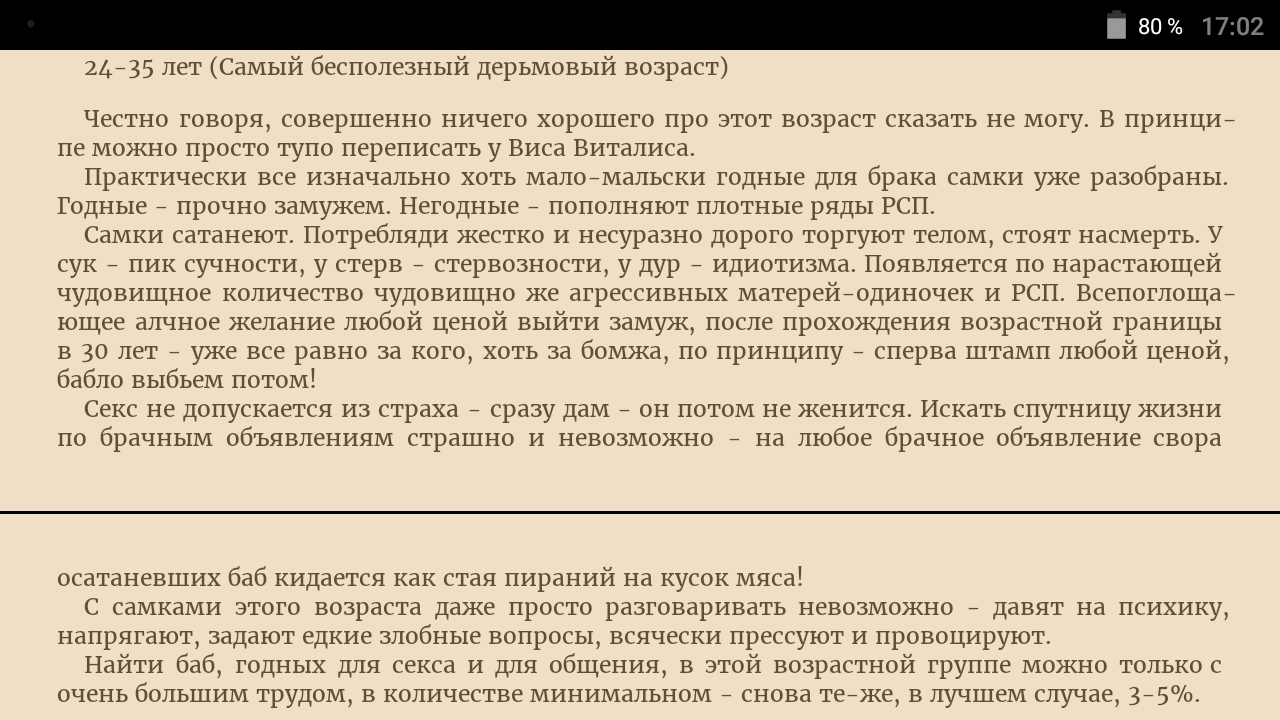 80 % 17:02
24-35 лет (Самый бесполезный дерьмовый возраст)
Честно говоря, совершенно ничего хорошего про этот возраст сказать не могу. В принци-
пе можно просто тупо переписать у Виса Виталиса.
Практически все изначально хоть мало-мальски годные для брака самки уже разобраны.
Годные – прочно замужем. Негодные – пополняют плотные ряды РСП.
Самки сатанеют. Потребляди жестко и несуразно дорого торгуют телом, стоят насмерть. У
сук – пик сучности, у стерв – стервозности, у дур – идиотизма. Появляется по нарастающей
чудовищное количество чудовищно же агрессивных матерей-одиночек и РСП. Всепоглоща-
ющее алчное желание любой ценой выйти замуж, после прохождения возрастной границы
в 30 лет – уже все равно за кого, хоть за бомжа, по принципу – сперва штамп любой ценой,
бабло выбьем потом!
Секс не допускается из страха – сразу дам – он потом не женится. Искать спутницу жизни
по брачным объявлениям страшно и невозможно – на любое брачное объявление свора
осатаневших баб кидается как стая пираний на кусок мяса!
С самками этого возраста даже просто разговаривать невозможно – давят на психику,
напрягают, задают едкие злобные вопросы, всячески прессуют и провоцируют.
Найти баб, годных для секса и для общения, в этой возрастной группе можно только с
очень большим трудом, в количестве минимальном – снова те-же, в лучшем случае, 3-5%.